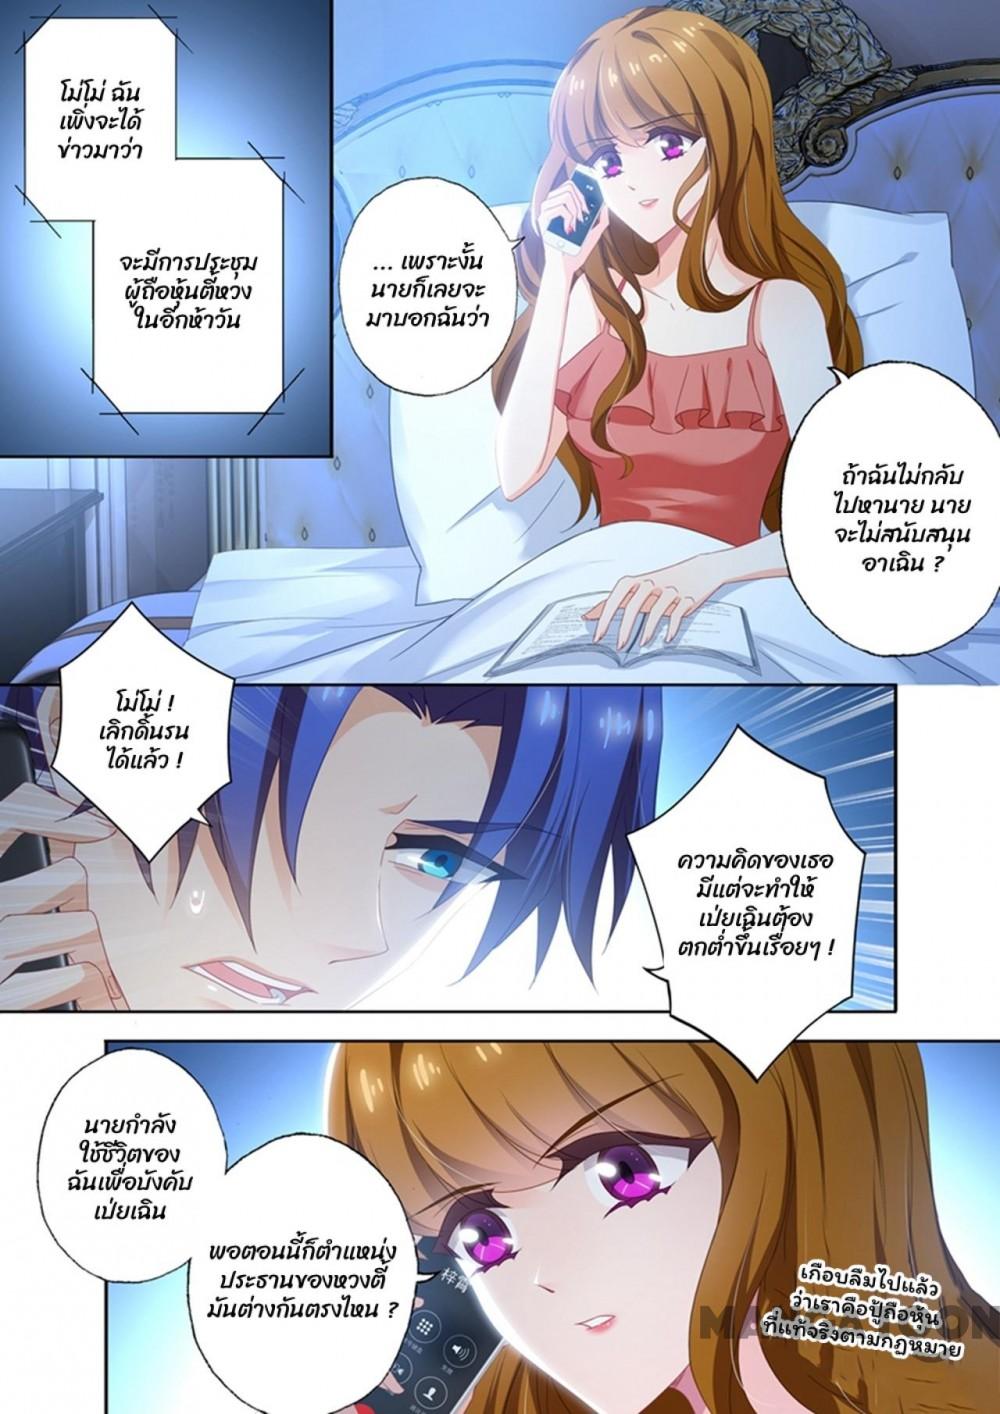 โม่โม่ ฉัน
เพิ่งจะได้
ข่าวมาว่า
จะมีการประชุม
ผู้ถือหุ้นตี้หวง
ในอีกห้าวัน
... เพราะงั้น
นายก็เลยจะ
มาบอกฉันว่า
ถ้าฉันไม่กลับ
ไปหานาย นาย
จะไม่สนับสนุน
อาเฉิน ?
โม่โม่ !
เลิกดิ้นรน
ได้แล้ว !
ความคิดของเธอ
มีแต่จะทำให้
เป่ยเฉินต้อง
ตกต่ำขึ้นเรื่อยๆ !
นายกำลัง
ใช้ชีวิตของ
ฉันเพื่อบังคับ
เป่ยเฉิน
พอตอนนี้ก็ตำแหน่ง
ประธานของหวงตี้
มันต่างกันตรงไหน ?
เกือบลืมไปแล้ว
ว่าเราคือผู้ถือหุ้น
ที่แท้จริงตามกฎหมาย